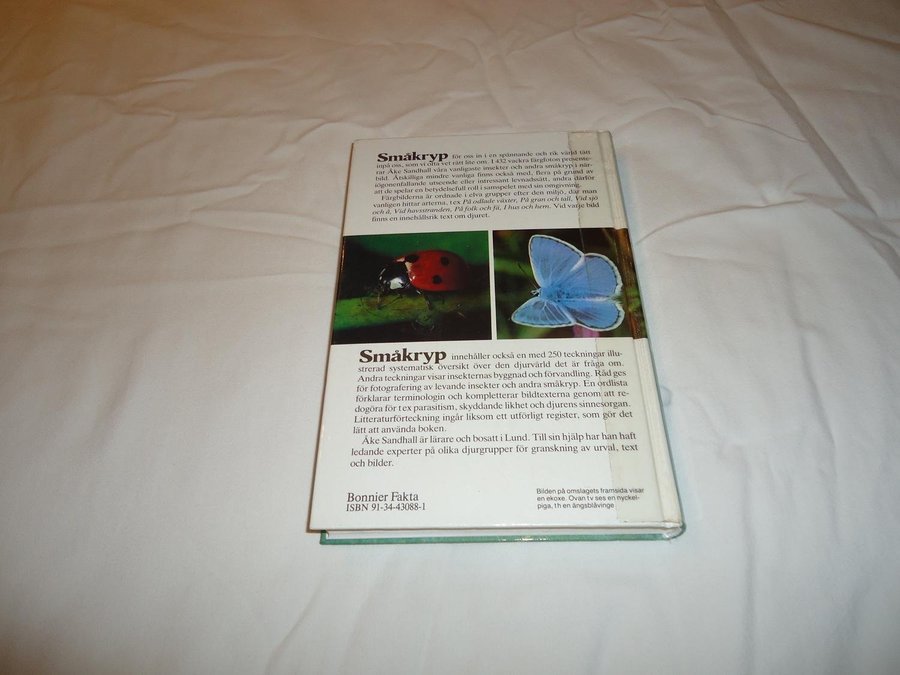 Småkryp för oss in i en spännande och rik värld tätt
inpå oss, som vi ofta vet rätt lite om. I 432 vackra färgfoton presente-
rar Åke Sandhall våra vanligaste insekter och andra småkryp i när-
bild. Åtskilliga mindre vanliga finns också med, flera på grund av
iögonenfallande utseende eller intressant levnadssätt, andra därför
att de spelar en betydelsefull roll i samspelet med sin omgivning.
Färgbilderna är ordnade i elva grupper efter den miljö, där man
vanligen hittar arterna, t ex På odlade växter, På gran och tall, Vid sjö
och å, Vid havsstranden, På folk och fä, I hus och hem. Vid varje bild
finns en innehållsrik text om djuret.
Småkryp innehåller också en med 250 teckningar illu-
strerad systematisk översikt över den djurvärld det är fråga om.
Andra teckningar visar insekternas byggnad och förvandling. Råd ges
för fotografering av levande insekter och andra småkryp. En ordlista
förklarar terminologin och kompletterar bildtexterna genom att re-
dogöra för t ex parasitism, skyddande likhet och djurens sinnesorgan.
Litteraturförteckning ingår liksom ett utförligt register, som gör det
lätt att använda boken.
Åke Sandhall är lärare och bosatt i Lund. Till sin hjälp har han haft
ledande experter på olika djurgrupper för granskning av urval, text
och bilder.
Bonnier Fakta
ISBN 91-34-43088-1
Bilden på omslagets framsida visar
en ekoxe. Ovan t v ses en nyckel-
piga, t h en ängsblåvinge.